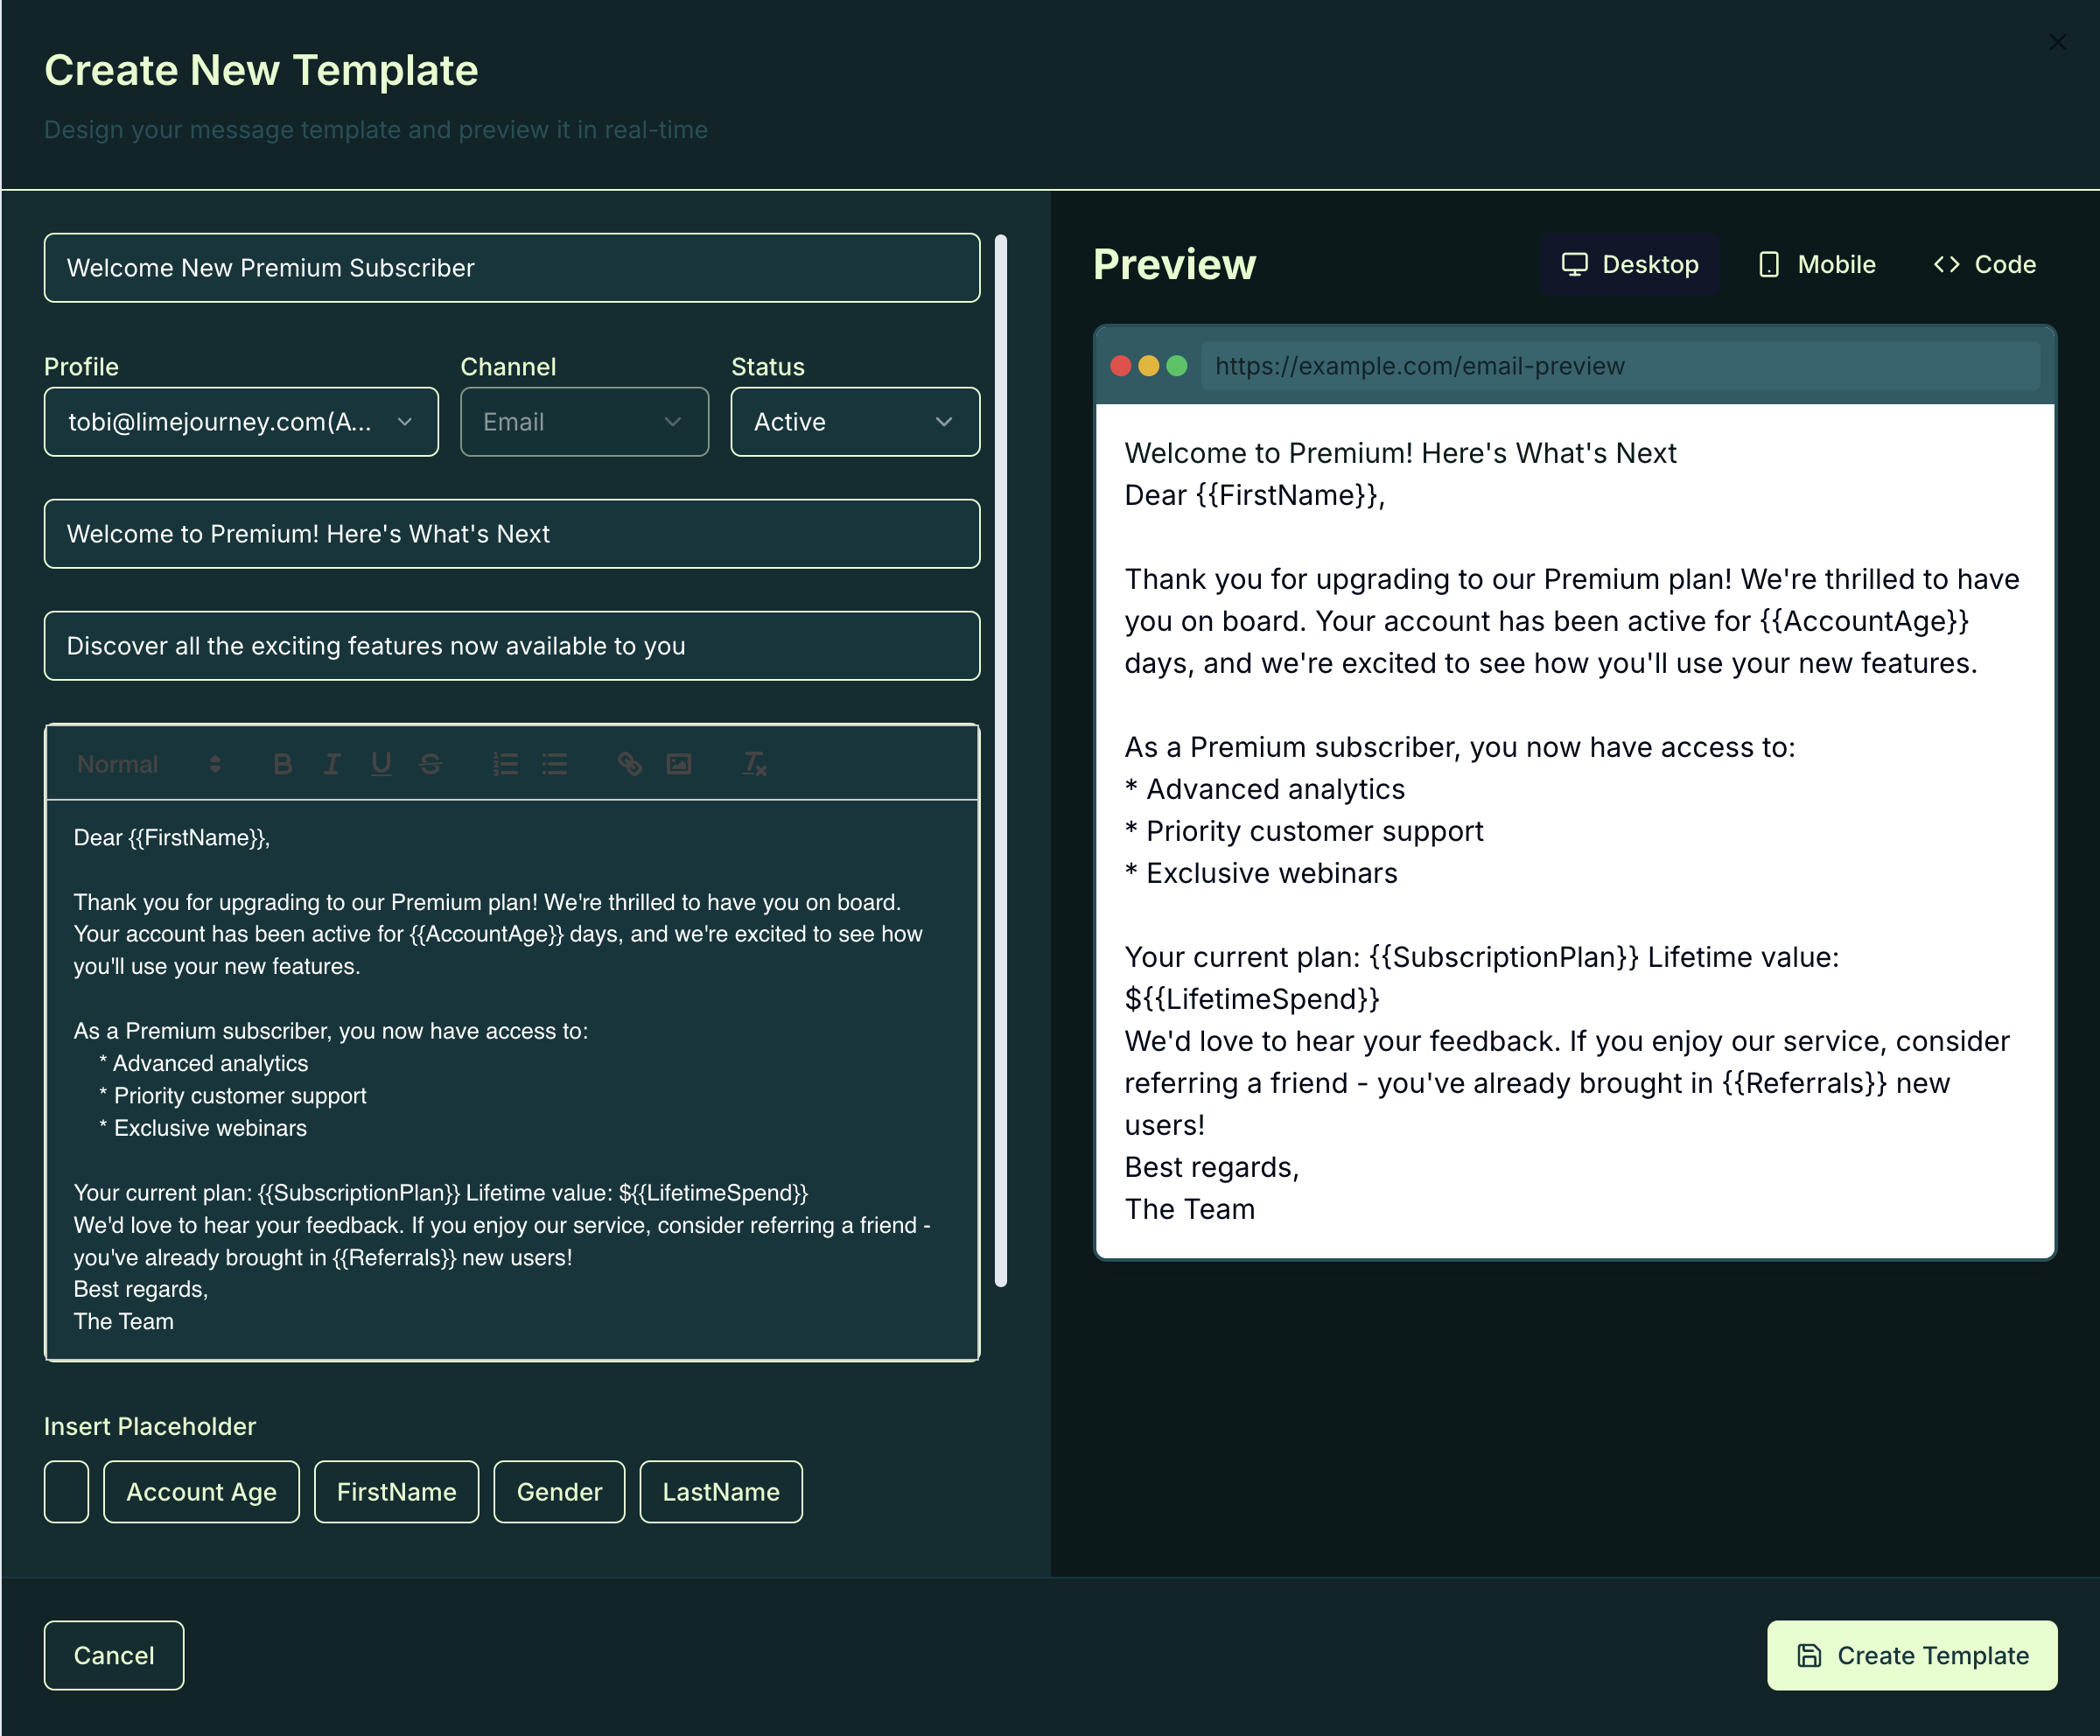 Create New Template
Design your message template and preview it in real-time
Welcome New Premium Subscriber
Profile
Channel
Status
tobi@limejourney.com(A...
Email
Active
Welcome to Premium! Here's What's Next
Discover all the exciting features now available to you
Normal
Dear {{FirstName}},
Thank you for upgrading to our Premium plan! We're thrilled to have you on board.
Your account has been active for {{AccountAge}} days, and we're excited to see how
you'll use your new features.
As a Premium subscriber, you now have access to:
* Advanced analytics
* Priority customer support
* Exclusive webinars
Your current plan: {{SubscriptionPlan}} Lifetime value: ${{LifetimeSpend}}
We'd love to hear your feedback. If you enjoy our service, consider referring a friend -
you've already brought in {{Referrals}} new users!
Best regards,
The Team
Insert Placeholder
Account Age
FirstName
Gender
LastName
Preview
Desktop
Mobile
Code
https://example.com/email-preview
Welcome to Premium! Here's What's Next
Dear {{FirstName}},
Thank you for upgrading to our Premium plan! We're thrilled to have
you on board. Your account has been active for {{AccountAge}}
days, and we're excited to see how you'll use your new features.
As a Premium subscriber, you now have access to:
* Advanced analytics
* Priority customer support
* Exclusive webinars
Your current plan: {{SubscriptionPlan}} Lifetime value:
${{LifetimeSpend}}
We'd love to hear your feedback. If you enjoy our service, consider
referring a friend - you've already brought in {{Referrals}} new
users!
Best regards,
The Team
Cancel
Create Template